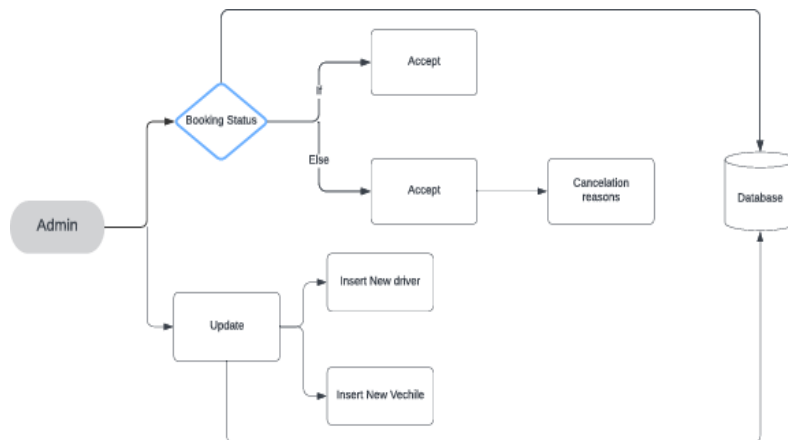 Accept
If
Booking Status
Else
Accept
Cancelation
reasons
Database
Admin
Insert New driver
Update
Insert New Vechile